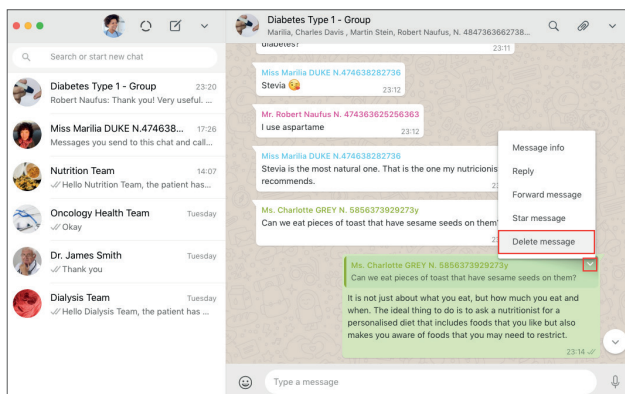 Search or start new chat
Diabetes Type 1 - Group 23:20
Robert Naufus: Thank you! Very useful. ...
Miss Marilia DUKE N.474638... 17:26
Messages you send to this chat and call...
Nutrition Team 14:07
Hello Nutrition Team, the patient has...
Oncology Health Team Tuesday
Okay
Dr. James Smith Tuesday
Thank you
Dialysis Team Tuesday
Hello Dialysis Team, the patient has ...
Diabetes Type 1 - Group
Marilia, Charles Davis , Martin Stein, Robert Naufus, N. 4847363662738...
diabetes?
23:11
Miss Marilia DUKE N.474638282736
Stevia
23:12
Mr. Robert Naufus N. 474363625256363
I use aspartame
23:12
Miss Marilia DUKE N.474638282736
Stevia is the most natural one. That is the one my nutricionis
recommends.
Ms. Charlotte GREY N. 5856373929273y
Can we eat pieces of toast that have sesame seeds on them
Message info
Reply
Forward message
Star message
Delete message
Ms. Charlotte GREY N. 5856373929273y
Can we eat pieces of toast that have sesame seeds on them?
It is not just about what you eat, but how much you eat and
when. The ideal thing to do is to ask a nutritionist for a
personalised diet that includes foods that you like but also
makes you aware of foods that you may need to restrict.
23:14
Type a message